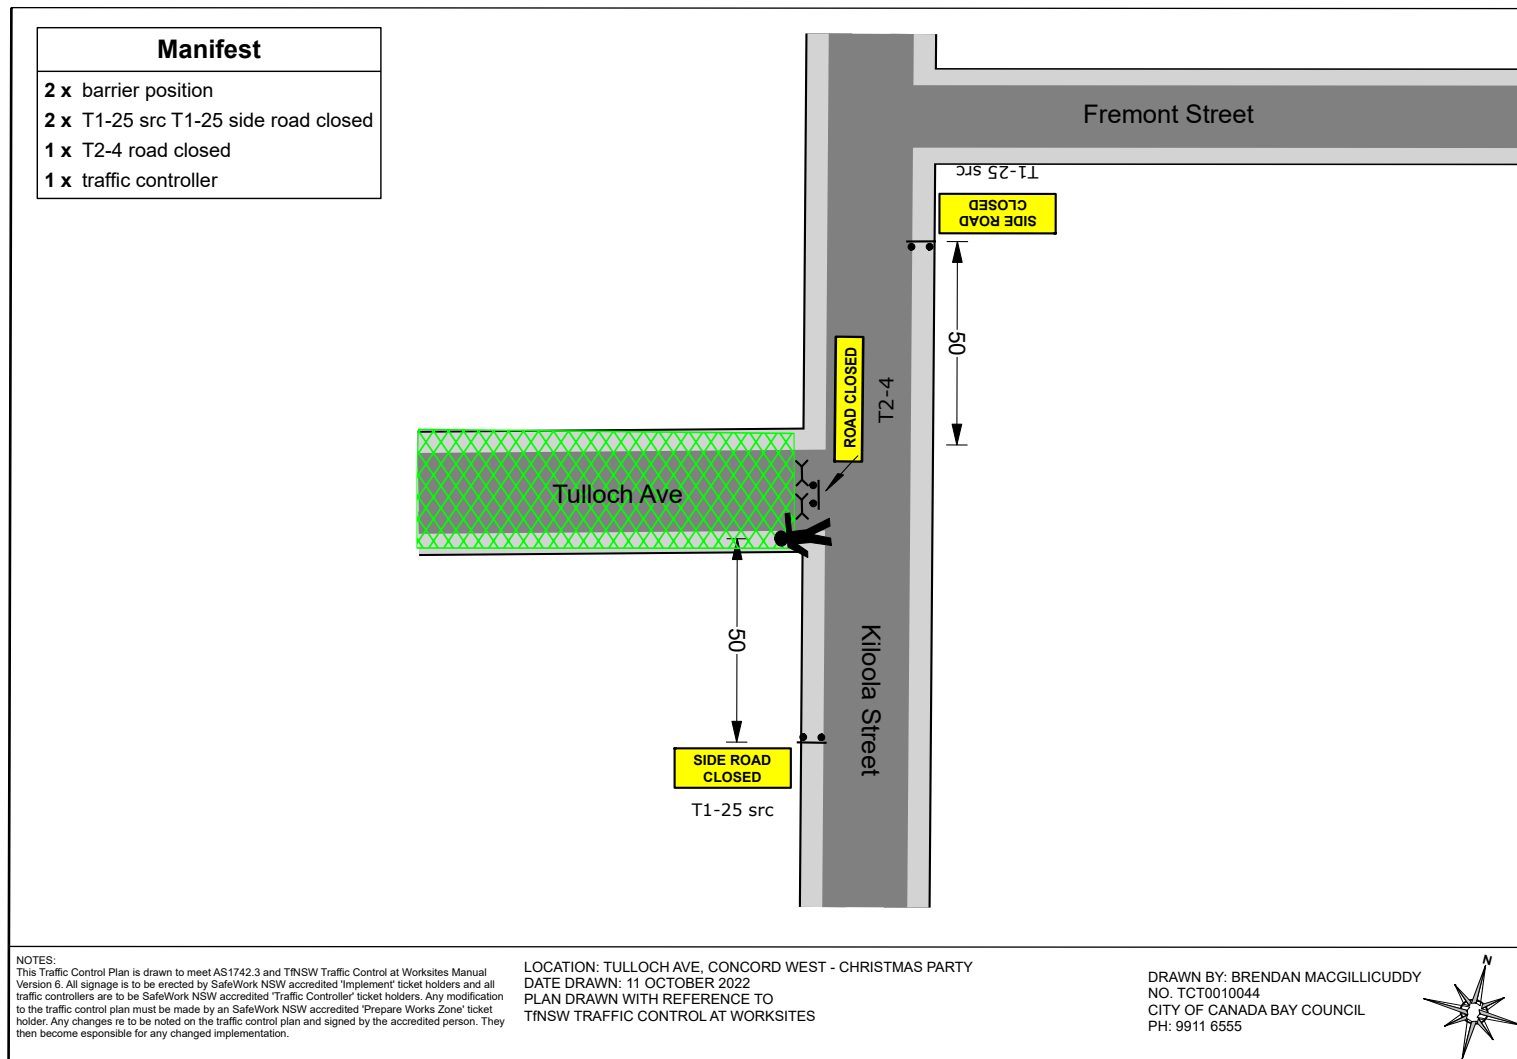 Manifest
2 x barrier position
2 x T1-25 src T1-25 side road closed
1 x T2-4 road closed
1 x traffic controller
Fremont Street
T1-25 src
SIDE ROAD
CLOSED
50
ROAD CLOSED
T2-4
Tulloch Ave
50
Kiloola Street
SIDE ROAD
CLOSED
T1-25 src
NOTES:
This Traffic Control Plan is drawn to meet AS1742.3 and TfNSW Traffic Control at Worksites Manual
Version 6. All signage is to be erected by SafeWork NSW accredited 'Implement' ticket holders and all
traffic controllers are to be SafeWork NSW accredited 'Traffic Controller' ticket holders. Any modification
to the traffic control plan must be made by an SafeWork NSW accredited 'Prepare Works Zone' ticket
holder. Any changes re to be noted on the traffic control plan and signed by the accredited person. They
then become esponsible for any changed implementation.
LOCATION: TULLOCH AVE, CONCORD WEST - CHRISTMAS PARTY
DATE DRAWN: 11 OCTOBER 2022
PLAN DRAWN WITH REFERENCE TO
TfNSW TRAFFIC CONTROL AT WORKSITES
DRAWN BY: BRENDAN MACGILLICUDDY
NO. TCT0010044
CITY OF CANADA BAY COUNCIL
PH: 9911 6555
N